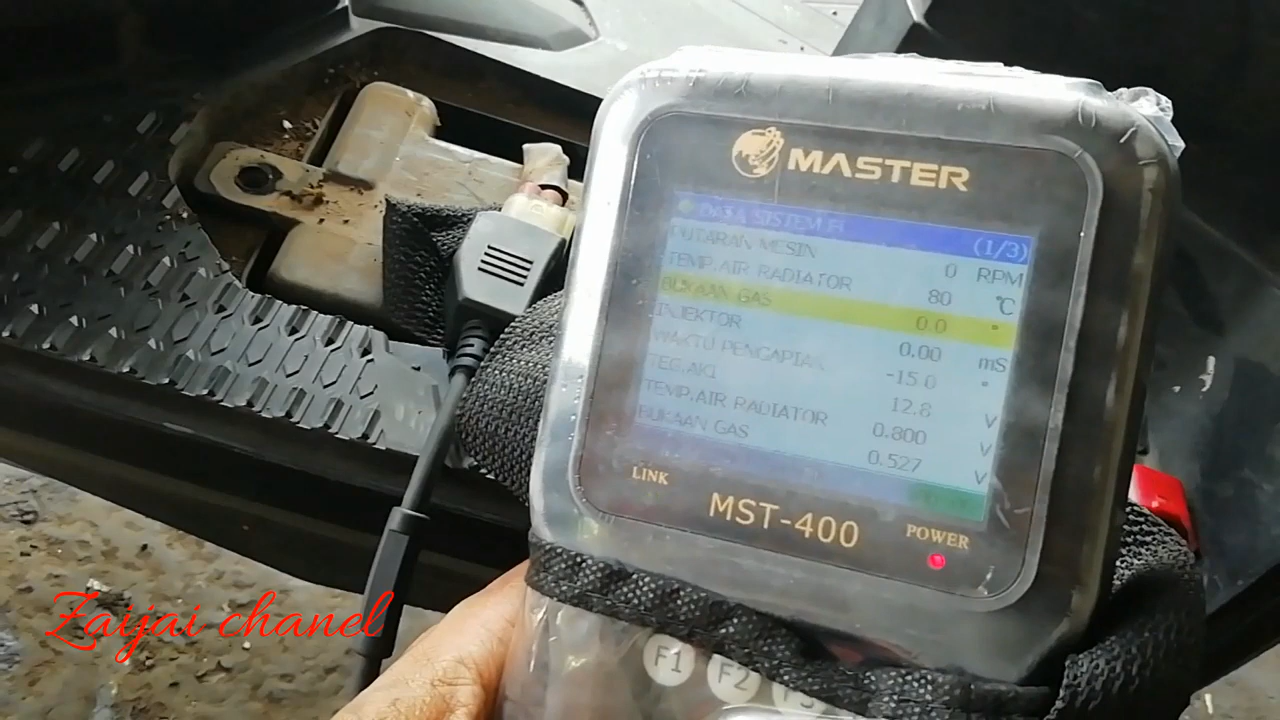 MASTER
DATA SISTEM FI (1/3)
PUTARAN MESIN 0 RPM
TEMP.AIR RADIATOR 80 °C
BUKAAN GAS 0.0 °
INJEKTOR 0.00 mS
WAKTU PENGAPIAN -15.0 °
TEG.AKI 12.8 V
TEMP.AIR RADIATOR 0.800 V
BUKAAN GAS 0.527 V
LINK
MST-400
POWER
F1 F2
Zaijai chanel